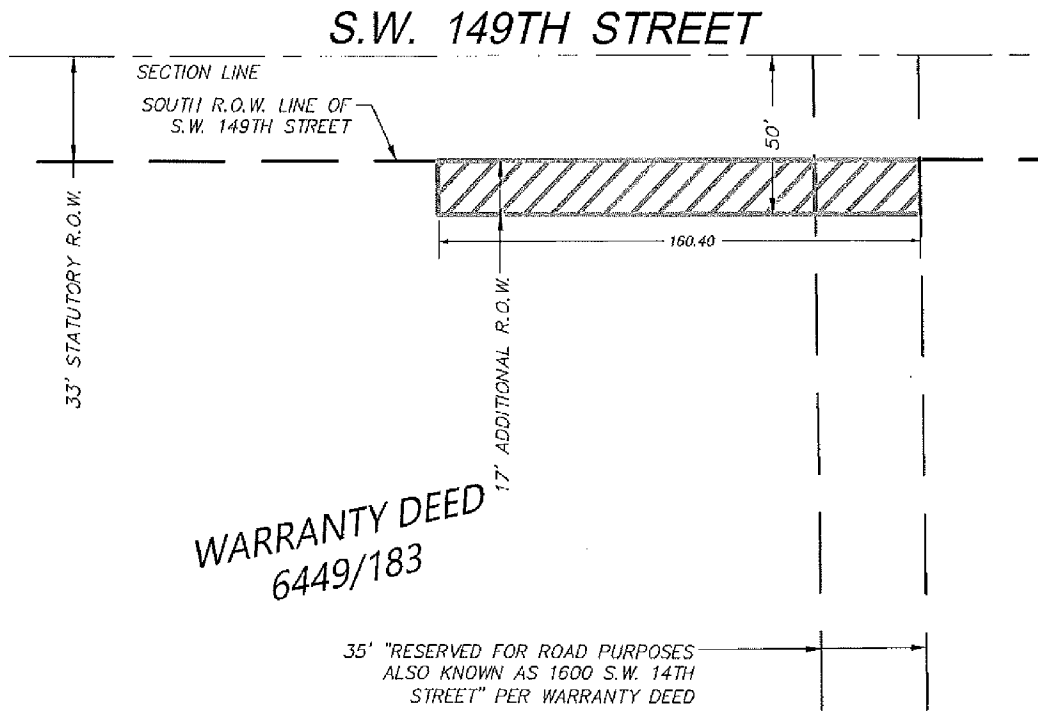 S.W. 149TH STREET
SECTION LINE
SOUTH R.O.W. LINE OF
S.W. 149TH STREET
50'
160.40
33' STATUTORY R.O.W.
17' ADDITIONAL R.O.W.
WARRANTY DEED
6449/183
35' "RESERVED FOR ROAD PURPOSES
ALSO KNOWN AS 1600 S.W. 14TH
STREET" PER WARRANTY DEED